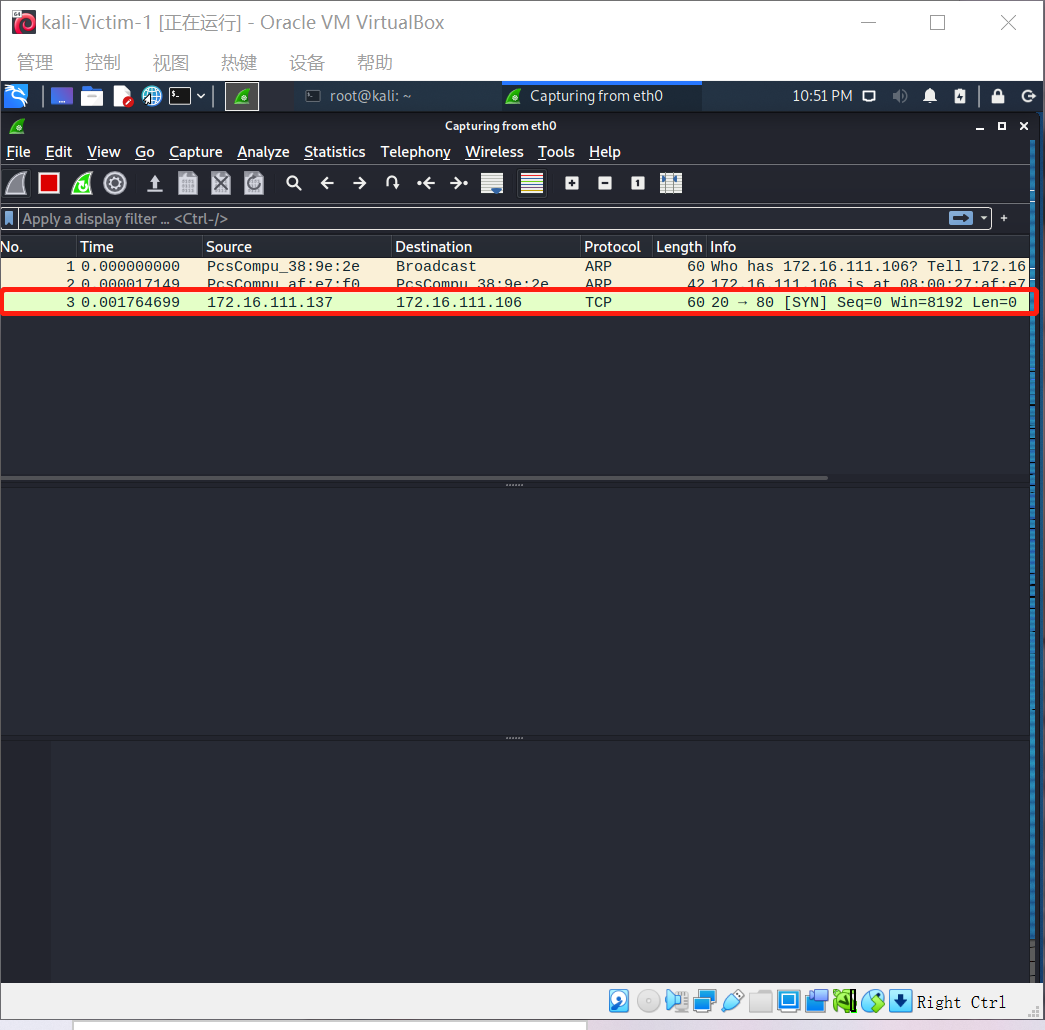 kali-Victim-1 [正在运行] - Oracle VM VirtualBox
管理 控制 视图 热键 设备 帮助
root@kali: ~ Capturing from eth0 10:51 PM
Capturing from eth0
File Edit View Go Capture Analyze Statistics Telephony Wireless Tools Help
Apply a display filter ... <Ctrl-/> +
No. Time Source Destination Protocol Length Info
1 0.000000000 PcsCompu_38:9e:2e Broadcast ARP 60 Who has 172.16.111.106? Tell 172.16
2 0.000017149 PcsCompu_af:e7:f0 PcsCompu_38:9e:2e ARP 42 172.16.111.106 is at 08:00:27:af:e7
3 0.001764699 172.16.111.137 172.16.111.106 TCP 60 20 → 80 [SYN] Seq=0 Win=8192 Len=0
Right Ctrl